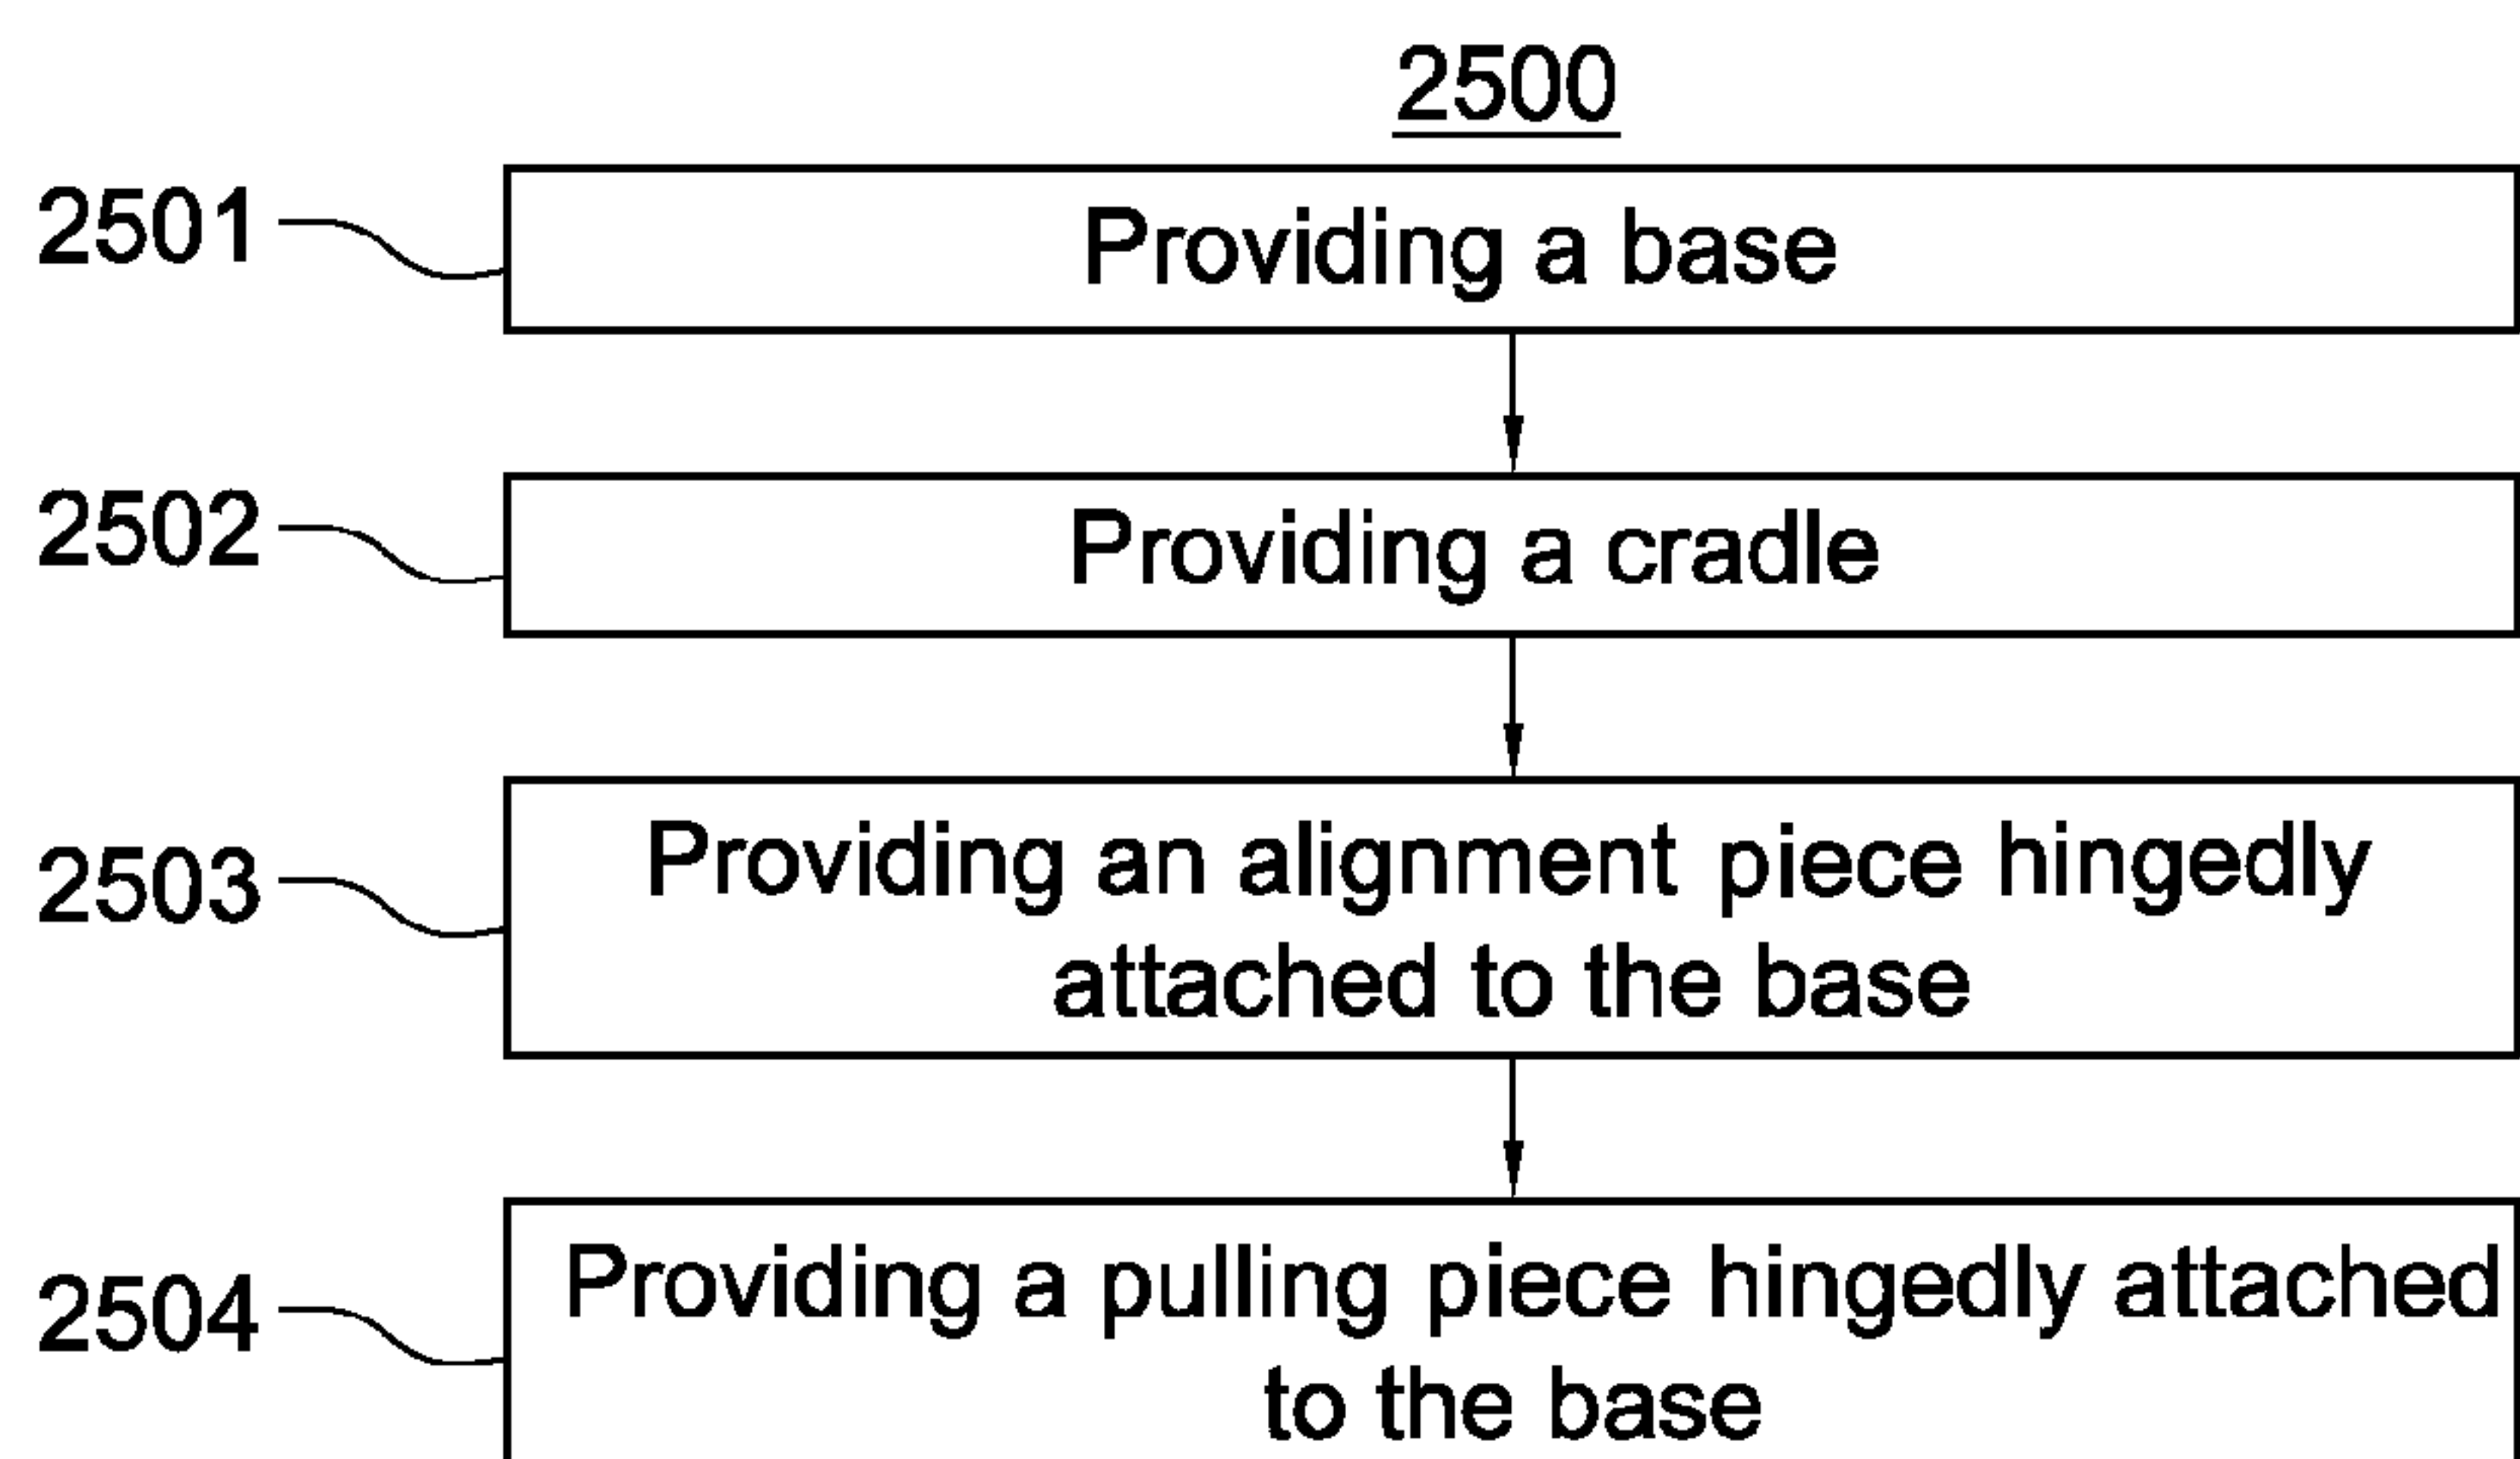 2500
2501
Providing a base
2502
Providing a cradle
2503
Providing an alignment piece hingedly
attached to the base
2504
Providing a pulling piece hingedly attached
to the base